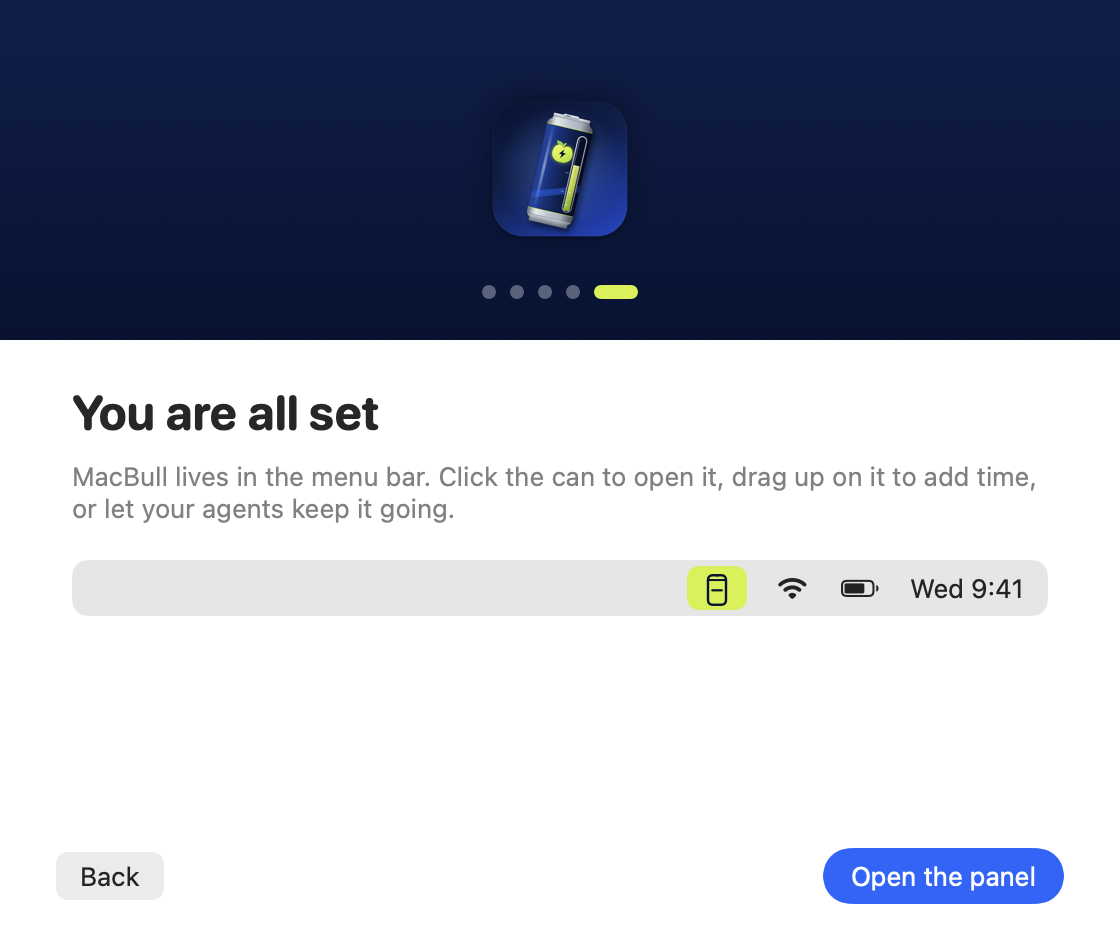 You are all set
MacBull lives in the menu bar. Click the can to open it, drag up on it to add time,
or let your agents keep it going.
Wed 9:41
Back
Open the panel